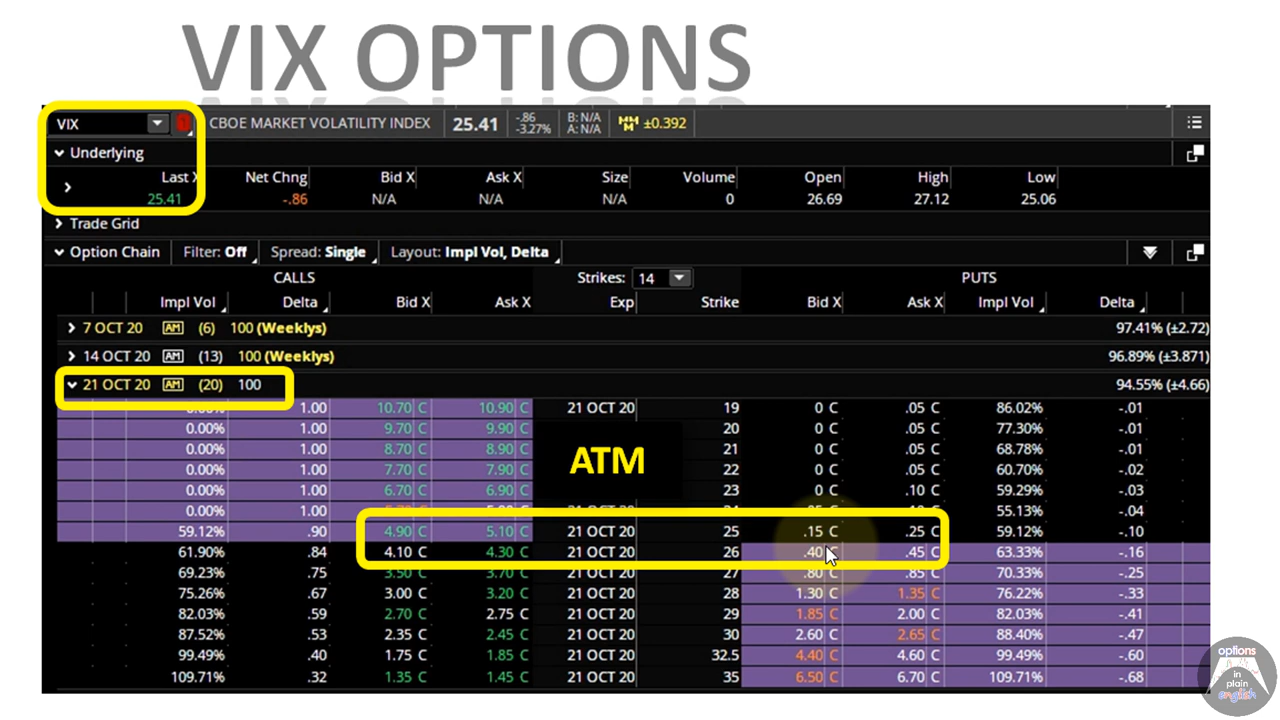 VIX OPTIONS
VIX CBOE MARKET VOLATILITY INDEX 25.41 -.86 -3.27% B: N/A A: N/A ±0.392
Underlying
Last X Net Chng Bid X Ask X Size Volume Open High Low
25.41 -.86 N/A N/A N/A 0 26.69 27.12 25.06
Trade Grid
Option Chain Filter: Off Spread: Single Layout: Impl Vol, Delta
CALLS Strikes: 14 PUTS
Impl Vol Delta Bid X Ask X Exp Strike Bid X Ask X Impl Vol Delta
7 OCT 20 AM (6) 100 (Weeklys) 97.41% (±2.72)
14 OCT 20 AM (13) 100 (Weeklys) 96.89% (±3.871)
21 OCT 20 AM (20) 100 94.55% (±4.66)
1.00 10.70 C 10.90 C 21 OCT 20 19 0 C .05 C 86.02% -.01
0.00% 1.00 9.70 C 9.90 C 20 0 C .05 C 77.30% -.01
0.00% 1.00 8.70 C 8.90 C 21 0 C .05 C 68.78% -.01
ATM
0.00% 1.00 7.70 C 7.90 C 22 0 C .05 C 60.70% -.02
0.00% 1.00 6.70 C 6.90 C 23 0 C .10 C 59.29% -.03
0.00% 1.00 55.13% -.04
59.12% .90 4.90 C 5.10 C 21 OCT 20 25 .15 C .25 C 59.12% -.10
61.90% .84 4.10 C 4.30 C 21 OCT 20 26 .40 C .45 C 63.33% -.16
69.23% .75 3.50 C 3.70 C 21 OCT 20 27 .80 C .85 C 70.33% -.25
75.26% .67 3.00 C 3.20 C 21 OCT 20 28 1.30 C 1.35 C 76.22% -.33
82.03% .59 2.70 C 2.75 C 21 OCT 20 29 1.85 C 2.00 C 82.03% -.41
87.52% .53 2.35 C 2.45 C 21 OCT 20 30 2.60 C 2.65 C 88.40% -.47
99.49% .40 1.75 C 1.85 C 21 OCT 20 32.5 4.40 C 4.60 C 99.49% -.60
109.71% .32 1.35 C 1.45 C 21 OCT 20 35 6.50 C 6.70 C 109.71% -.68
options
in
plain
english